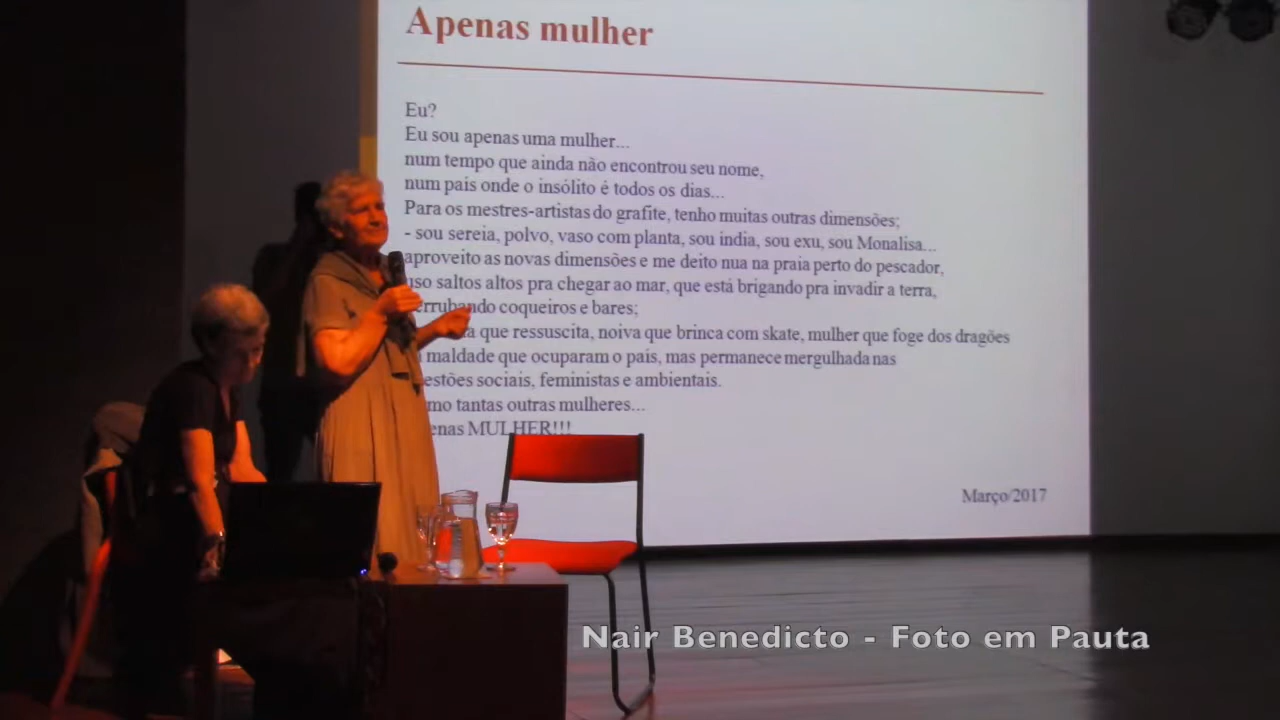 Apenas mulher
Eu?
Eu sou apenas uma mulher...
num tempo que ainda não encontrou seu nome,
num país onde o insólito é todos os dias...
Para os mestres-artistas do grafite, tenho muitas outras dimensões;
- sou sereia, polvo, vaso com planta, sou india, sou exu, sou Monalisa...
aproveito as novas dimensões e me deito nua na praia perto do pescador,
uso saltos altos pra chegar ao mar, que está brigando pra invadir a terra,
errubando coqueiros e bares;
que ressuscita, noiva que brinca com skate, mulher que foge dos dragões
maldade que ocuparam o país, mas permanece mergulhada nas
estões sociais, feministas e ambientais.
mo tantas outras mulheres...
enas MULHER!!!
Março/2017
Nair Benedicto - Foto em Pauta